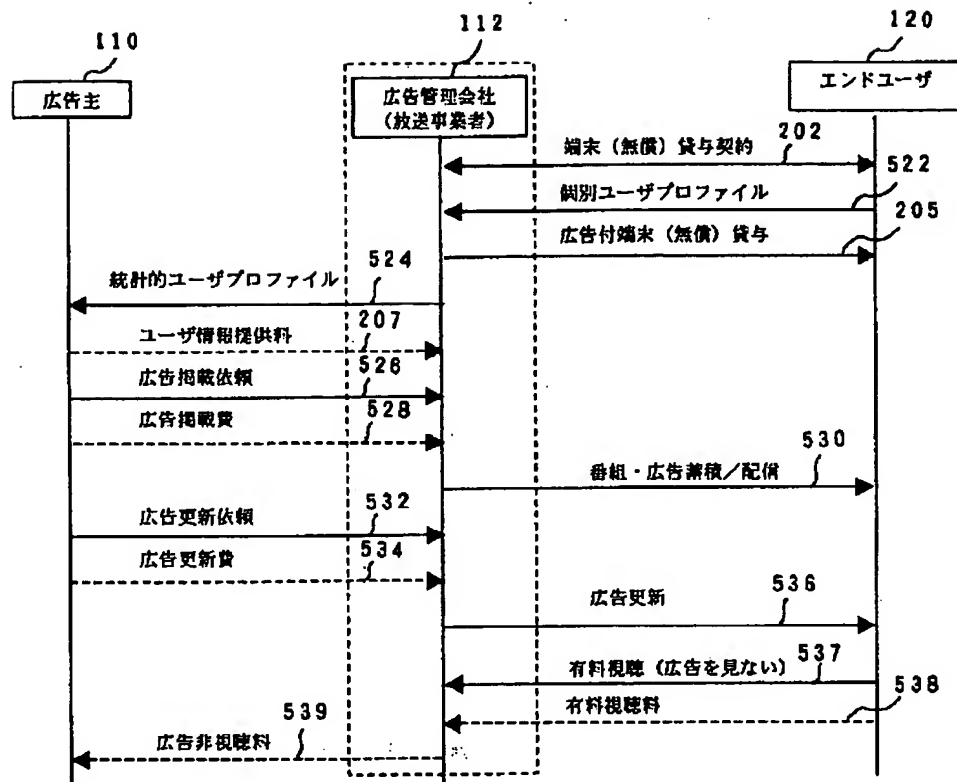 110
112
120
広告主
広告管理会社
(放送事業者)
エンドユーザ
端末(無償)貸与契約
202
522
個別ユーザプロファイル
205
広告付端末(無償)貸与
524
統計的ユーザプロファイル
207
ユーザ情報提供料
526
広告掲載依頼
528
広告掲載費
530
番組・広告蓄積/配信
532
広告更新依頼
534
広告更新費
536
広告更新
537
有料視聴(広告を見ない)
538
有料視聴料
539
広告非視聴料